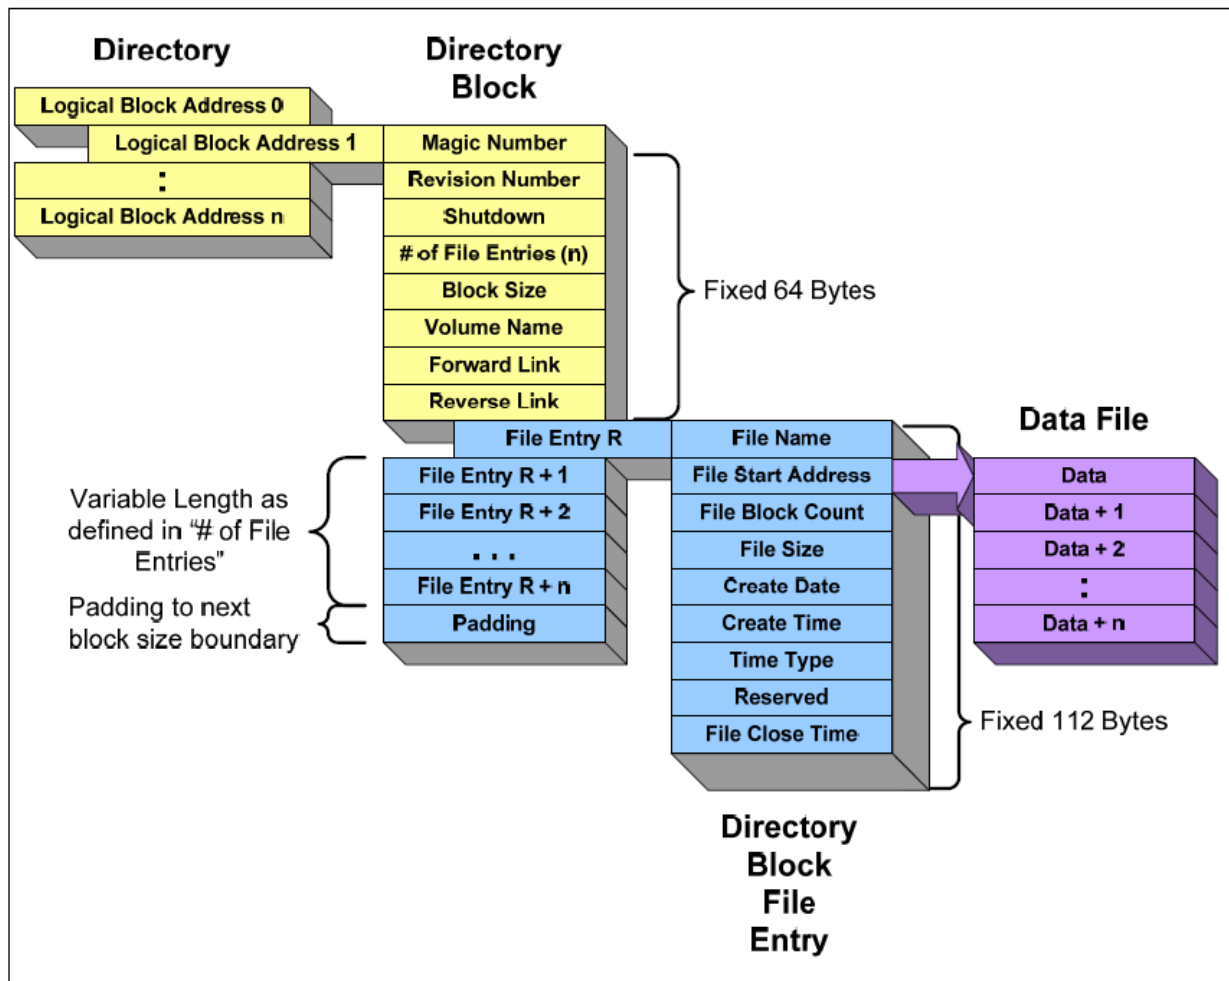 Directory
Logical Block Address 0
Logical Block Address 1
:
Logical Block Address n
Directory
Block
Magic Number
Revision Number
Shutdown
# of File Entries (n)
Block Size
Volume Name
Forward Link
Reverse Link
Fixed 64 Bytes
File Entry R
File Entry R + 1
File Entry R + 2
. . .
File Entry R + n
Padding
Variable Length as
defined in “# of File
Entries”
Padding to next
block size boundary
File Name
File Start Address
File Block Count
File Size
Create Date
Create Time
Time Type
Reserved
File Close Time
Fixed 112 Bytes
Directory
Block
File
Entry
Data File
Data
Data + 1
Data + 2
:
Data + n